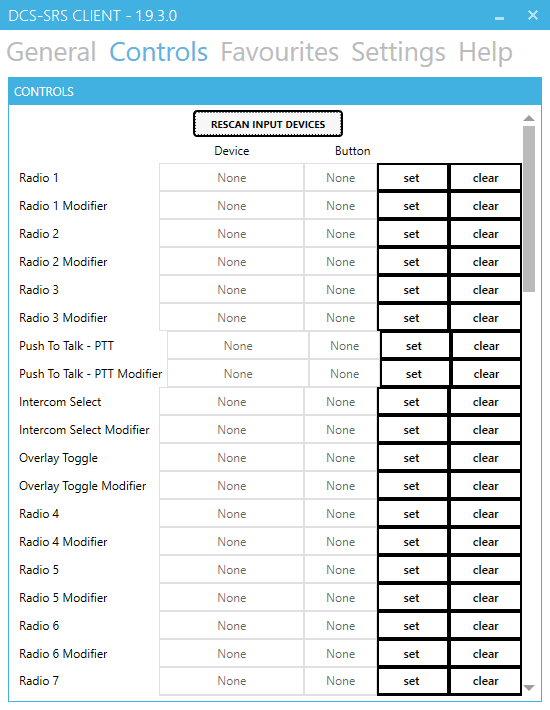 DCS-SRS CLIENT - 1.9.3.0
General Controls Favourites Settings Help
CONTROLS
RESCAN INPUT DEVICES
Device Button
Radio 1 None None set clear
Radio 1 Modifier None None set clear
Radio 2 None None set clear
Radio 2 Modifier None None set clear
Radio 3 None None set clear
Radio 3 Modifier None None set clear
Push To Talk - PTT None None set clear
Push To Talk - PTT Modifier None None set clear
Intercom Select None None set clear
Intercom Select Modifier None None set clear
Overlay Toggle None None set clear
Overlay Toggle Modifier None None set clear
Radio 4 None None set clear
Radio 4 Modifier None None set clear
Radio 5 None None set clear
Radio 5 Modifier None None set clear
Radio 6 None None set clear
Radio 6 Modifier None None set clear
Radio 7 None None set clear